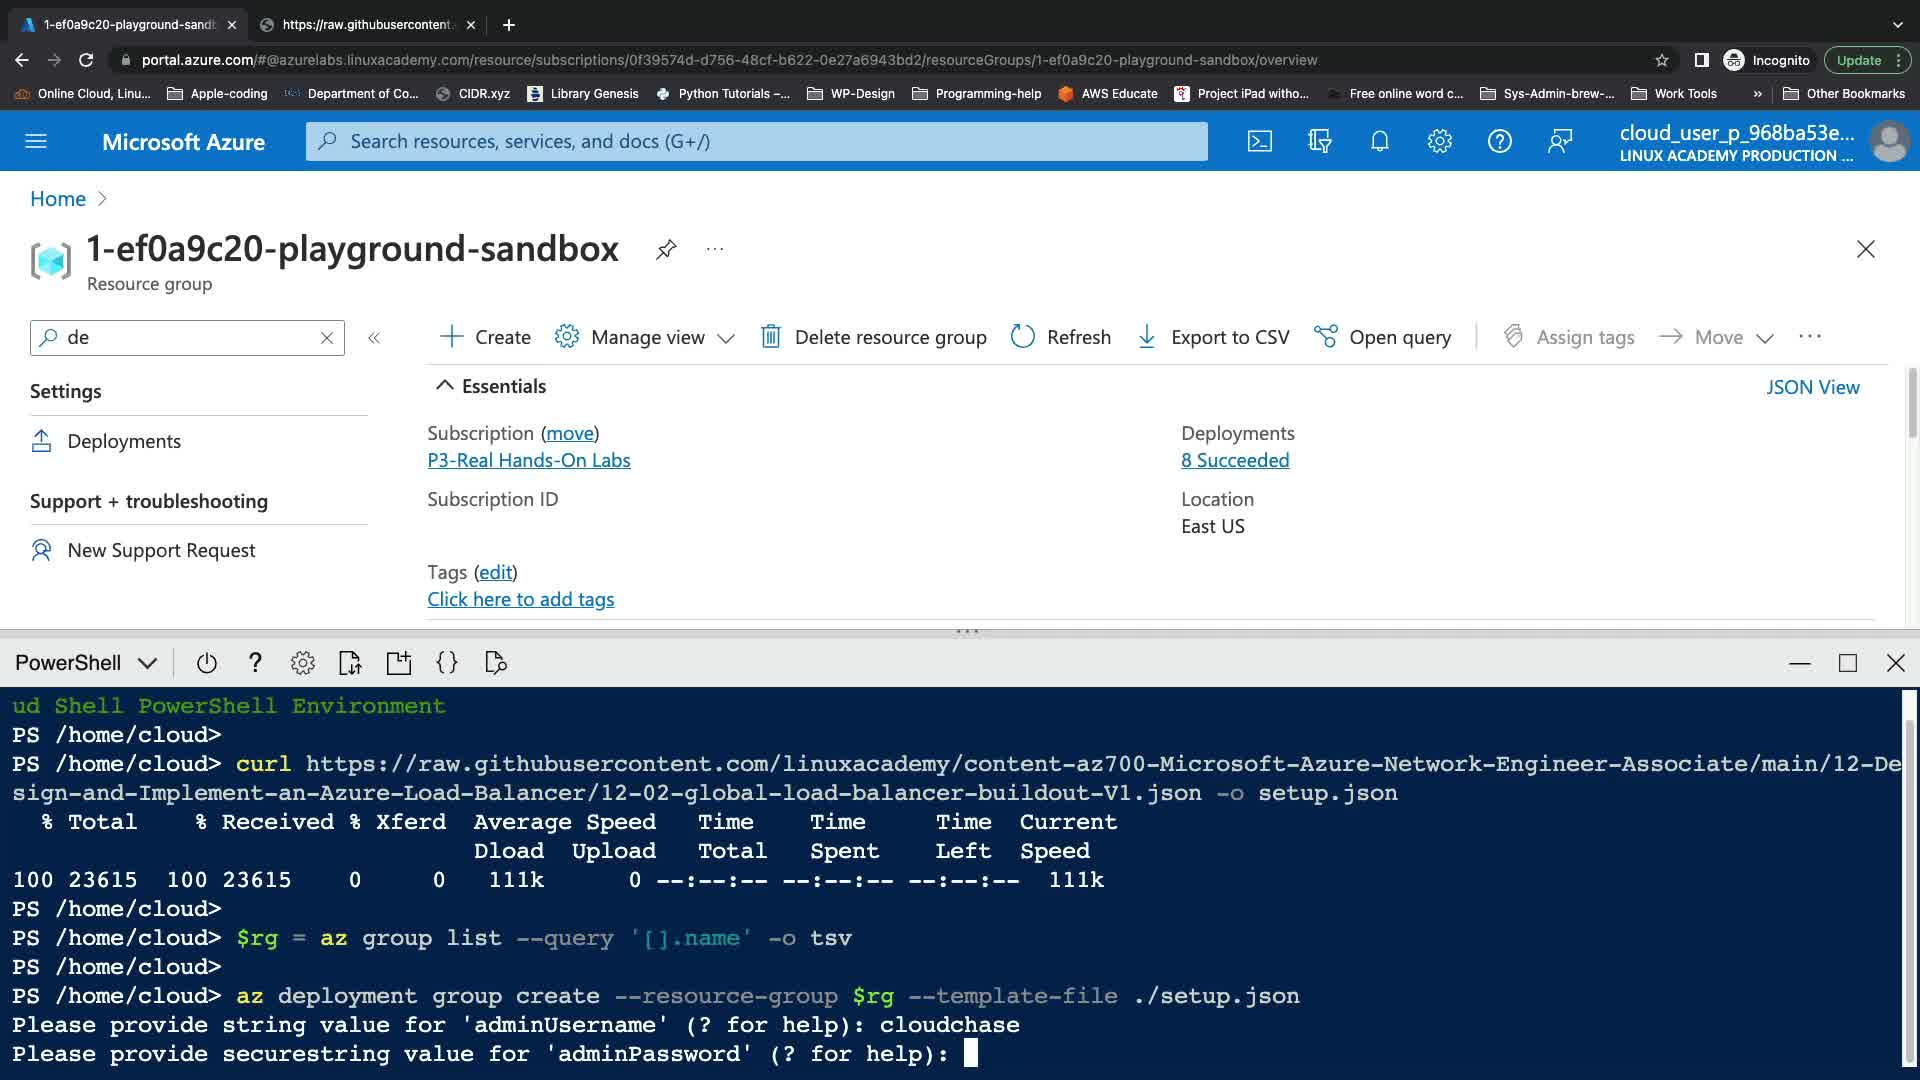 1-ef0a9c20-playground-sandb
https://raw.githubusercontent.
portal.azure.com/#@azurelabs.linuxacademy.com/resource/subscriptions/0f39574d-d756-48cf-b622-0e27a6943bd2/resourceGroups/1-ef0a9c20-playground-sandbox/overview
Incognito
Update
Online Cloud, Linu...
Apple-coding
Department of Co...
CIDR.xyz
Library Genesis
Python Tutorials –...
WP-Design
Programming-help
AWS Educate
Project iPad witho...
Free online word c...
Sys-Admin-brew-...
Work Tools
»
Other Bookmarks
Microsoft Azure
Search resources, services, and docs (G+/)
cloud_user_p_968ba53e...
LINUX ACADEMY PRODUCTION ...
Home >
1-ef0a9c20-playground-sandbox
...
Resource group
de
«
Create
Manage view
Delete resource group
Refresh
Export to CSV
Open query
Assign tags
Move
...
Settings
Deployments
Support + troubleshooting
New Support Request
Essentials
JSON View
Subscription (move)
P3-Real Hands-On Labs
Subscription ID
Deployments
8 Succeeded
Location
East US
Tags (edit)
Click here to add tags
PowerShell
?
{}
ud Shell PowerShell Environment
PS /home/cloud>
PS /home/cloud> curl https://raw.githubusercontent.com/linuxacademy/content-az700-Microsoft-Azure-Network-Engineer-Associate/main/12-De
sign-and-Implement-an-Azure-Load-Balancer/12-02-global-load-balancer-buildout-V1.json -o setup.json
% Total % Received % Xferd Average Speed Time Time Time Current
Dload Upload Total Spent Left Speed
100 23615 100 23615 0 0 111k 0 --:--:-- --:--:-- --:--:-- 111k
PS /home/cloud>
PS /home/cloud> $rg = az group list --query '[].name' -o tsv
PS /home/cloud>
PS /home/cloud> az deployment group create --resource-group $rg --template-file ./setup.json
Please provide string value for 'adminUsername' (? for help): cloudchase
Please provide securestring value for 'adminPassword' (? for help):